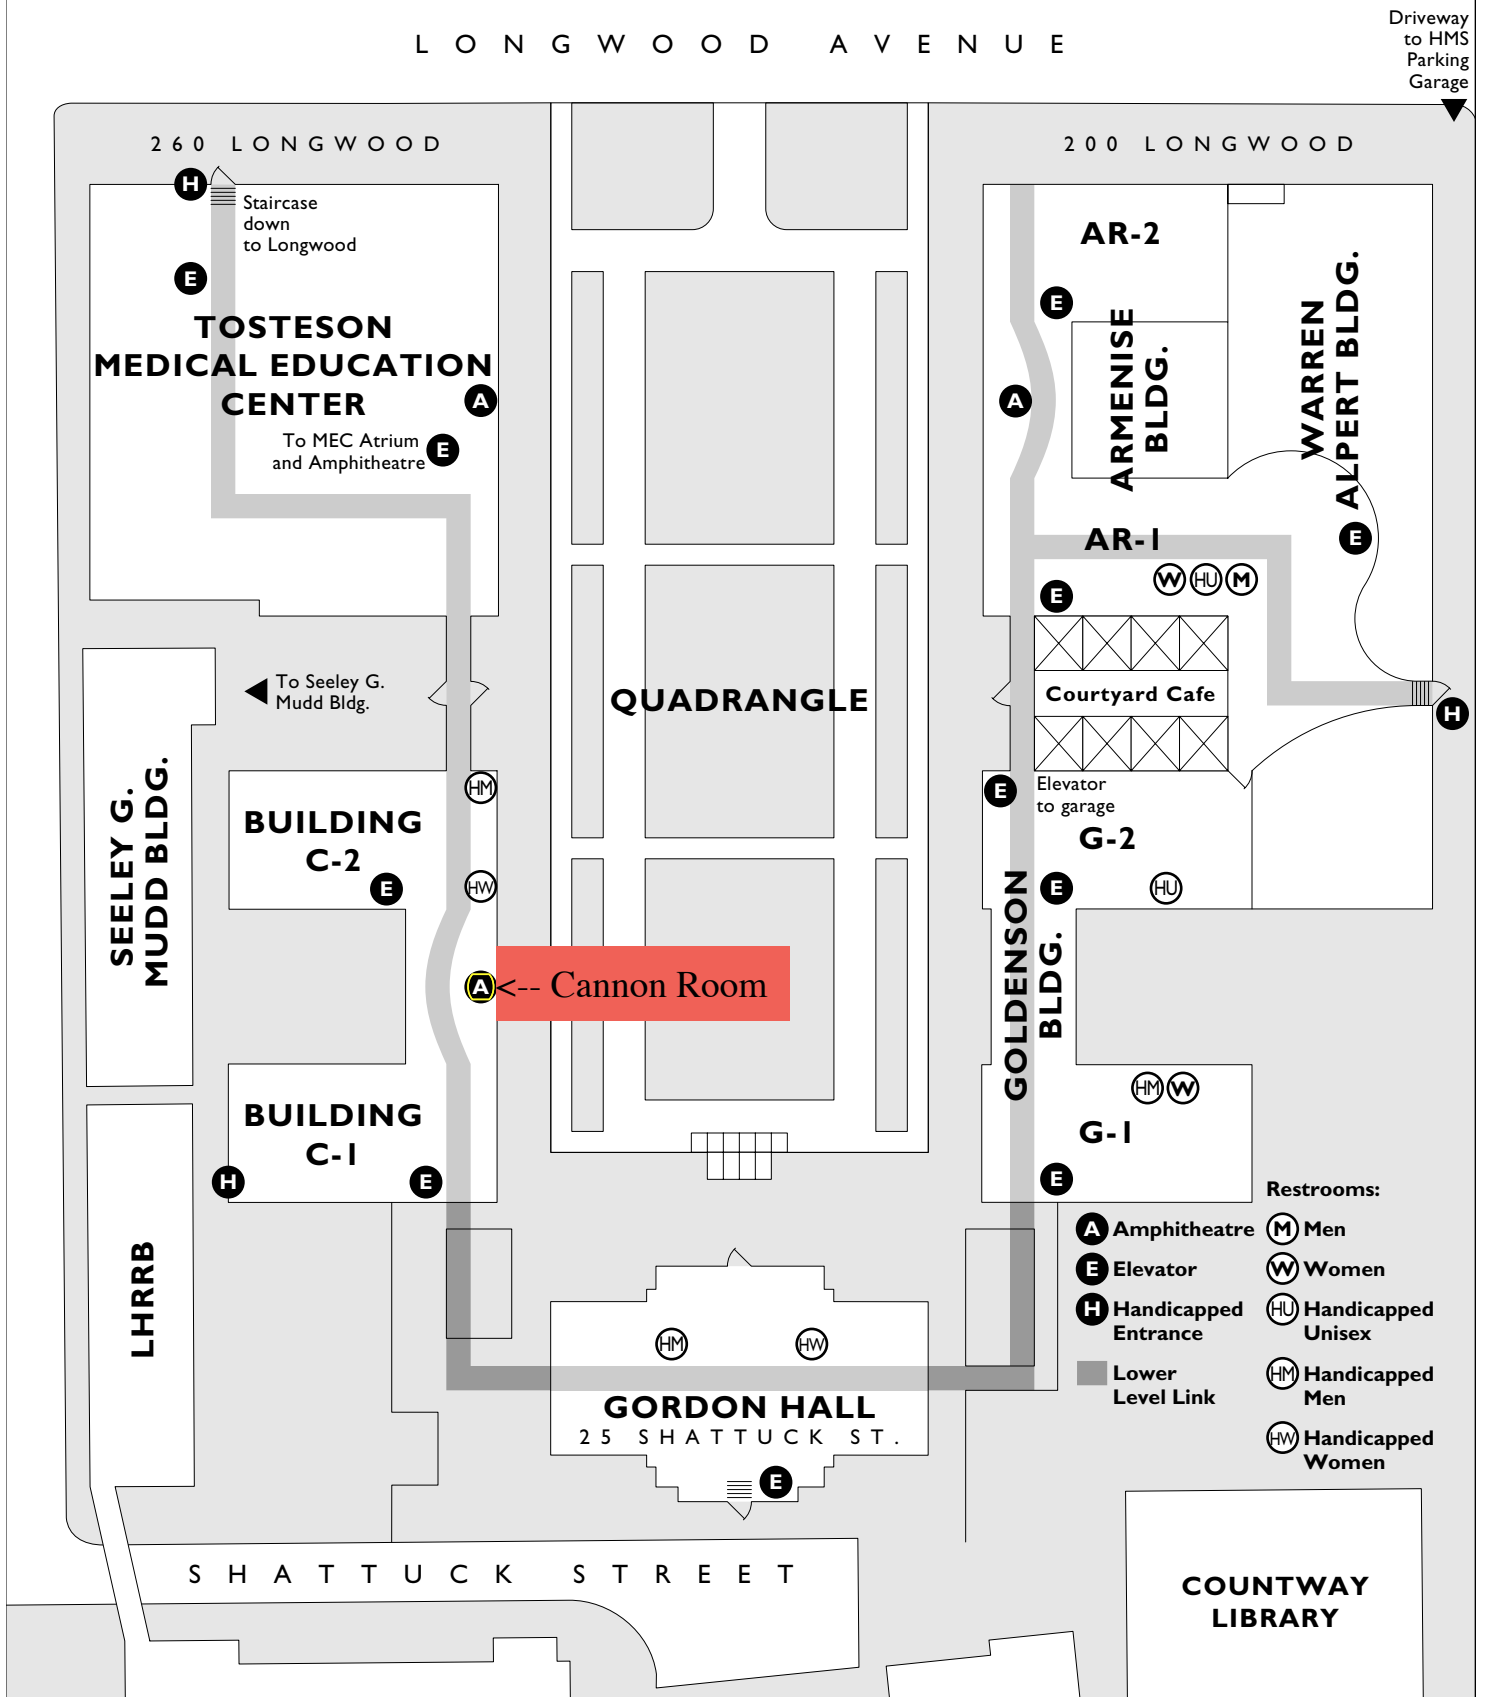 LONGWOOD AVENUE
Driveway
to HMS
Parking
Garage
260 LONGWOOD
200 LONGWOOD
H
Staircase
down
to Longwood
E
TOSTESON
MEDICAL EDUCATION
CENTER
A
To MEC Atrium
and Amphitheatre
E
AR-2
E
A
ARMENISE
BLDG.
WARREN
ALPERT BLDG.
E
AR-1
W HU M
E
Courtyard Cafe
H
To Seeley G.
Mudd Bldg.
QUADRANGLE
SEELEY G.
MUDD BLDG.
HM
BUILDING
C-2
E
HW
E
Elevator
to garage
G-2
E
HU
GOLDENSON
BLDG.
A
<-- Cannon Room
BUILDING
C-1
H
E
HM W
G-1
E
LHRRB
HM
HW
GORDON HALL
25 SHATTUCK ST.
E
Restrooms:
A Amphitheatre
E Elevator
H Handicapped
Entrance
Lower
Level Link
M Men
W Women
HU Handicapped
Unisex
HM Handicapped
Men
HW Handicapped
Women
SHATTUCK STREET
COUNTWAY
LIBRARY